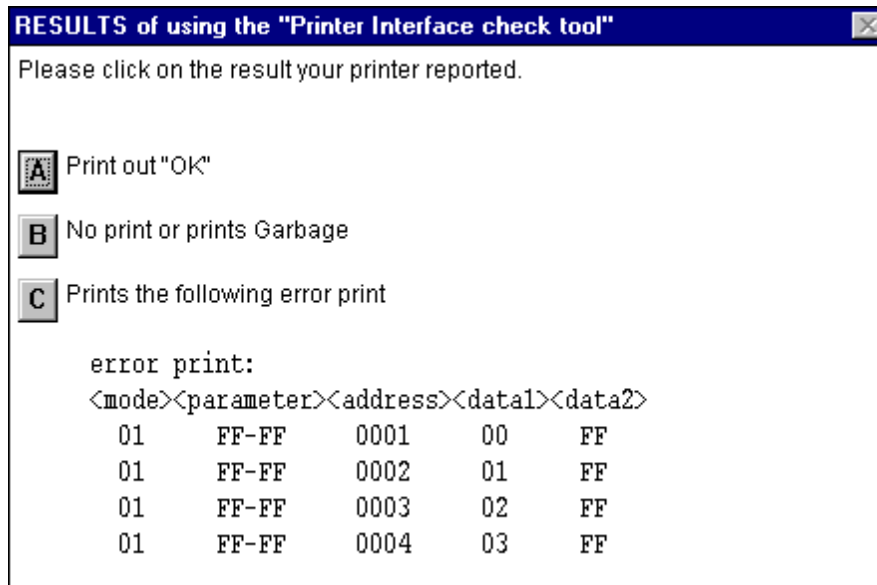 RESULTS of using the "Printer Interface check tool"
Please click on the result your printer reported.
A Print out "OK"
B No print or prints Garbage
C Prints the following error print
error print:
<mode><parameter><address><data1><data2>
01 FF-FF 0001 00 FF
01 FF-FF 0002 01 FF
01 FF-FF 0003 02 FF
01 FF-FF 0004 03 FF